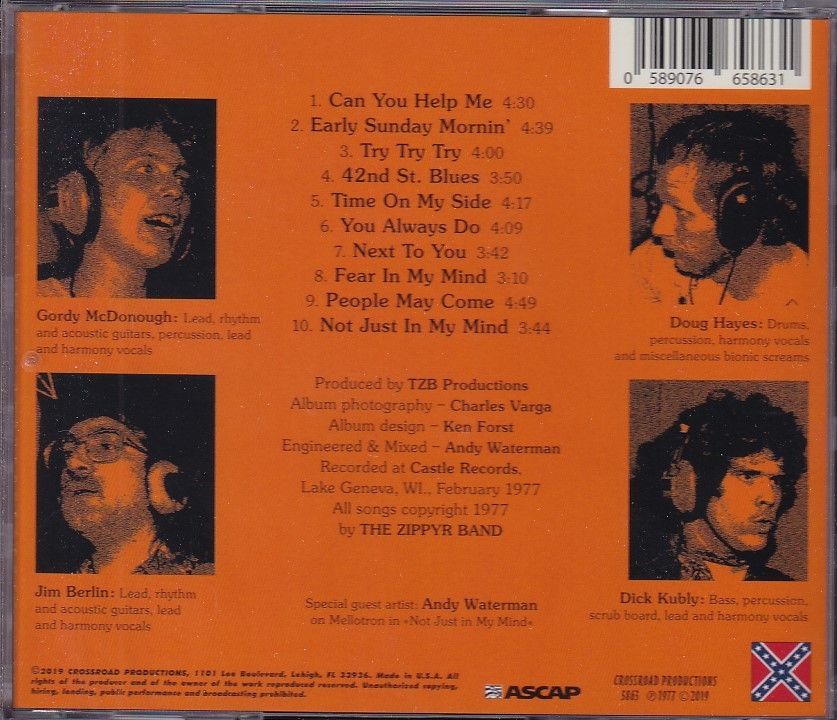 0 589076 658631
1. Can You Help Me 4:30
2. Early Sunday Mornin' 4:39
3. Try Try Try 4:00
4. 42nd St. Blues 3:50
5. Time On My Side 4:17
6. You Always Do 4:09
7. Next To You 3:42
8. Fear In My Mind 3:10
9. People May Come 4:49
10. Not Just In My Mind 3:44
Gordy McDonough: Lead, rhythm
and acoustic guitars, percussion, lead
and harmony vocals
Doug Hayes: Drums,
percussion, harmony vocals
and miscellaneous bionic screams
Produced by TZB Productions
Album photography – Charles Varga
Album design – Ken Forst
Engineered & Mixed – Andy Waterman
Recorded at Castle Records,
Lake Geneva, WI., February 1977
All songs copyright 1977
by THE ZIPPYR BAND
Jim Berlin: Lead, rhythm
and acoustic guitars, lead
and harmony vocals
Special guest artist: Andy Waterman
on Mellotron in »Not Just in My Mind«
Dick Kubly: Bass, percussion,
scrub board, lead and harmony vocals
©2019 CROSSROAD PRODUCTIONS, 1101 Lee Boulevard, Lehigh, FL 33936. Made in U.S.A. All
rights of the producer and of the owner of the work reproduced reserved. Unauthorized copying,
hiring, lending, public performance and broadcasting prohibited.
ASCAP
CROSSROAD PRODUCTIONS
5863 ℗1977 ©2019